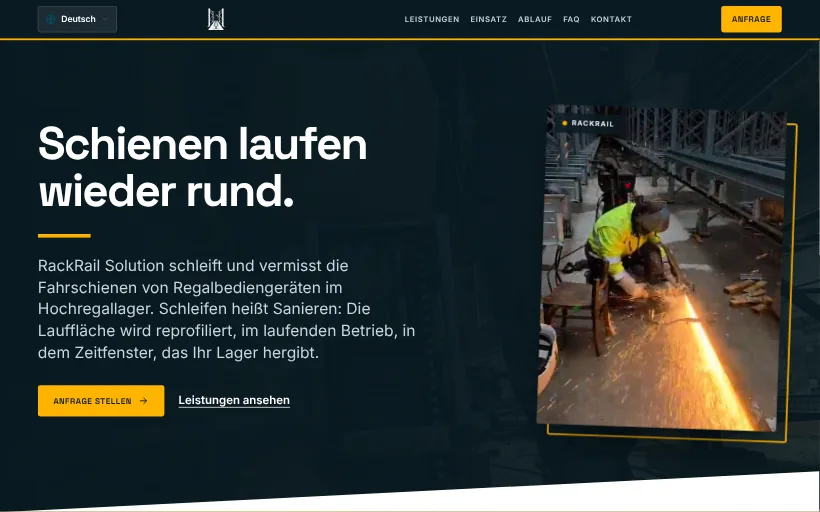 Deutsch
LEISTUNGEN EINSATZ ABLAUF FAQ KONTAKT
ANFRAGE
Schienen laufen
wieder rund.
RACKRAIL
RackRail Solution schleift und vermisst die
Fahrschienen von Regalbediengeräten im
Hochregallager. Schleifen heißt Sanieren: Die
Lauffläche wird reprofiliert, im laufenden Betrieb, in
dem Zeitfenster, das Ihr Lager hergibt.
ANFRAGE STELLEN →
Leistungen ansehen